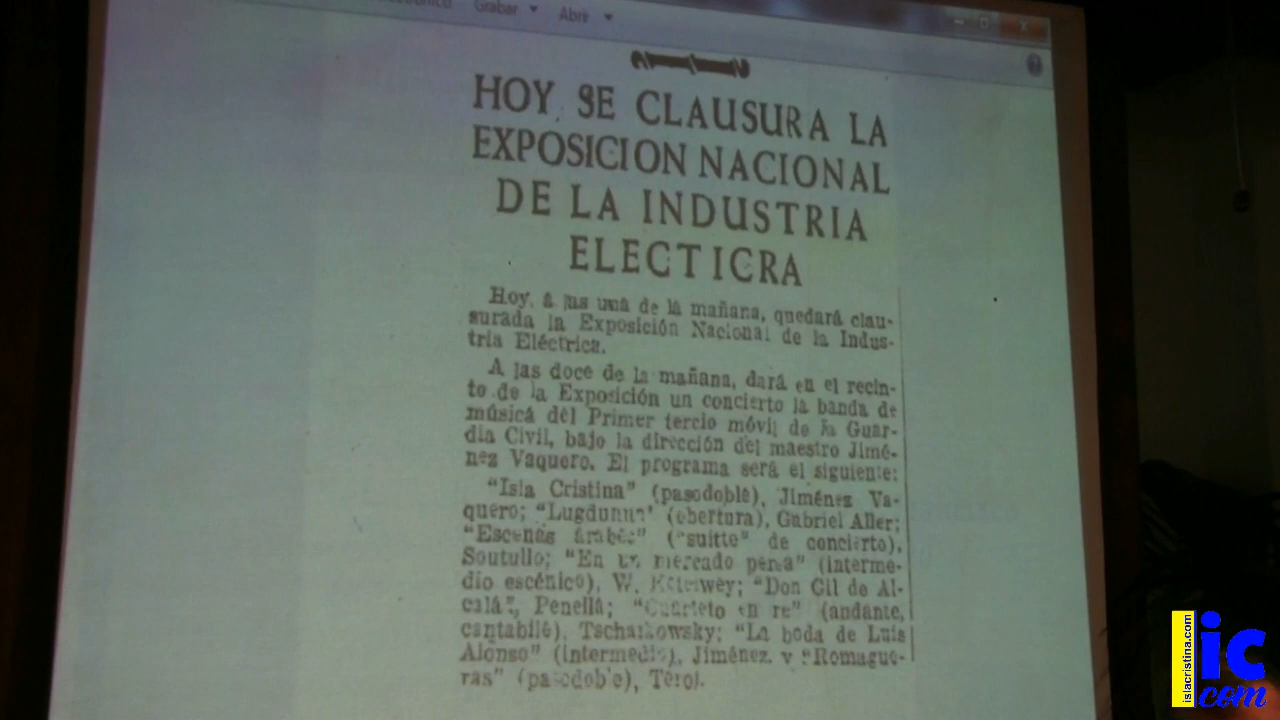 Grabar
Abrir
HOY SE CLAUSURA LA
EXPOSICION NACIONAL
DE LA INDUSTRIA
ELECTICRA
Hoy, a las una de la mañana, quedará clau-
surada la Exposición Nacional de la Indus-
tria Eléctrica.
A las doce de la mañana, dará en el recin-
to de la Exposición un concierto la banda de
música del Primer tercio móvil de la Guar-
dia Civil, bajo la dirección del maestro Jimé-
nez Vaquero. El programa será el siguiente:
"Isla Cristina" (pasodoble), Jiménez Va-
quero; (obertura), Gabriel Aller;
"Escenas árabes" ("suitte" de concierto),
Soutullo; "En un mercado persa" (interme-
dio escénico), W. "Don Gil de Al-
calá", Penella; "Cuarteto en re" (andante,
cantabile), Tschaikowsky; "La boda de Luis
Alonso" (intermedio), Jiménez, y "Romague-
ras" (pasodoble), Terol.
islacristina.com
lic
com